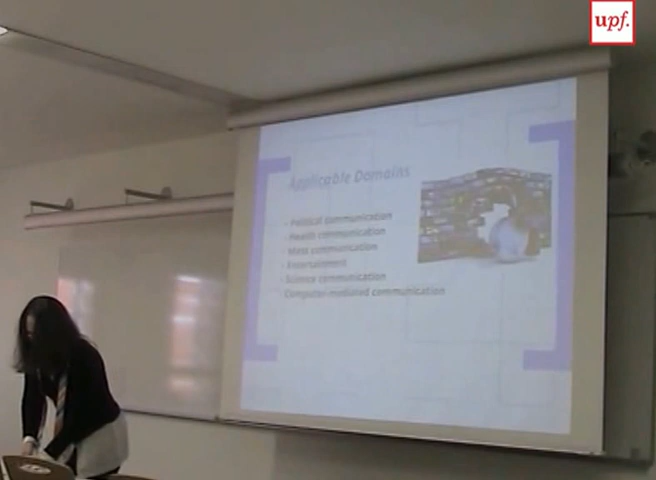 upf.
Applicable Domains
- Political communication
- Health communication
- Mass communication
- Entertainment
- Science communication
- Computer-mediated communication